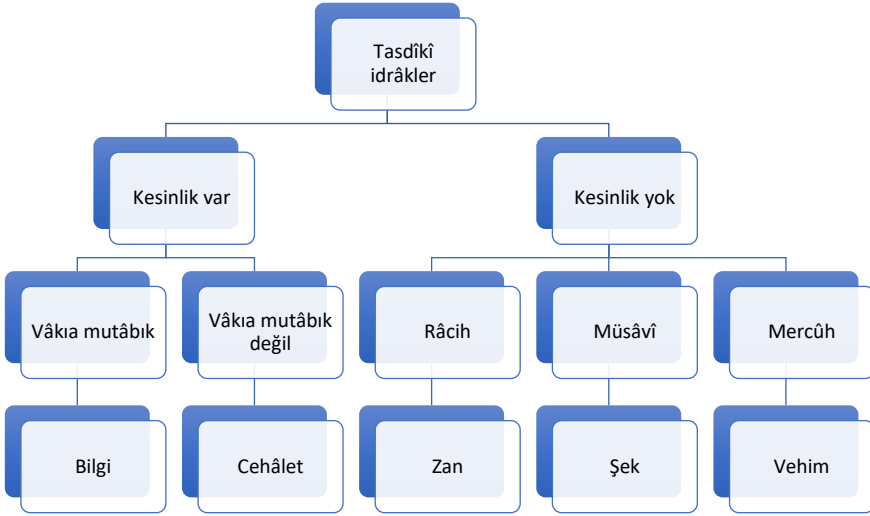 Tasdîkî
idrâkler
Kesinlik var
Kesinlik yok
Vâkıa mutâbık
Vâkıa mutâbık
değil
Râcih
Müsâvî
Mercûh
Bilgi
Cehâlet
Zan
Şek
Vehim